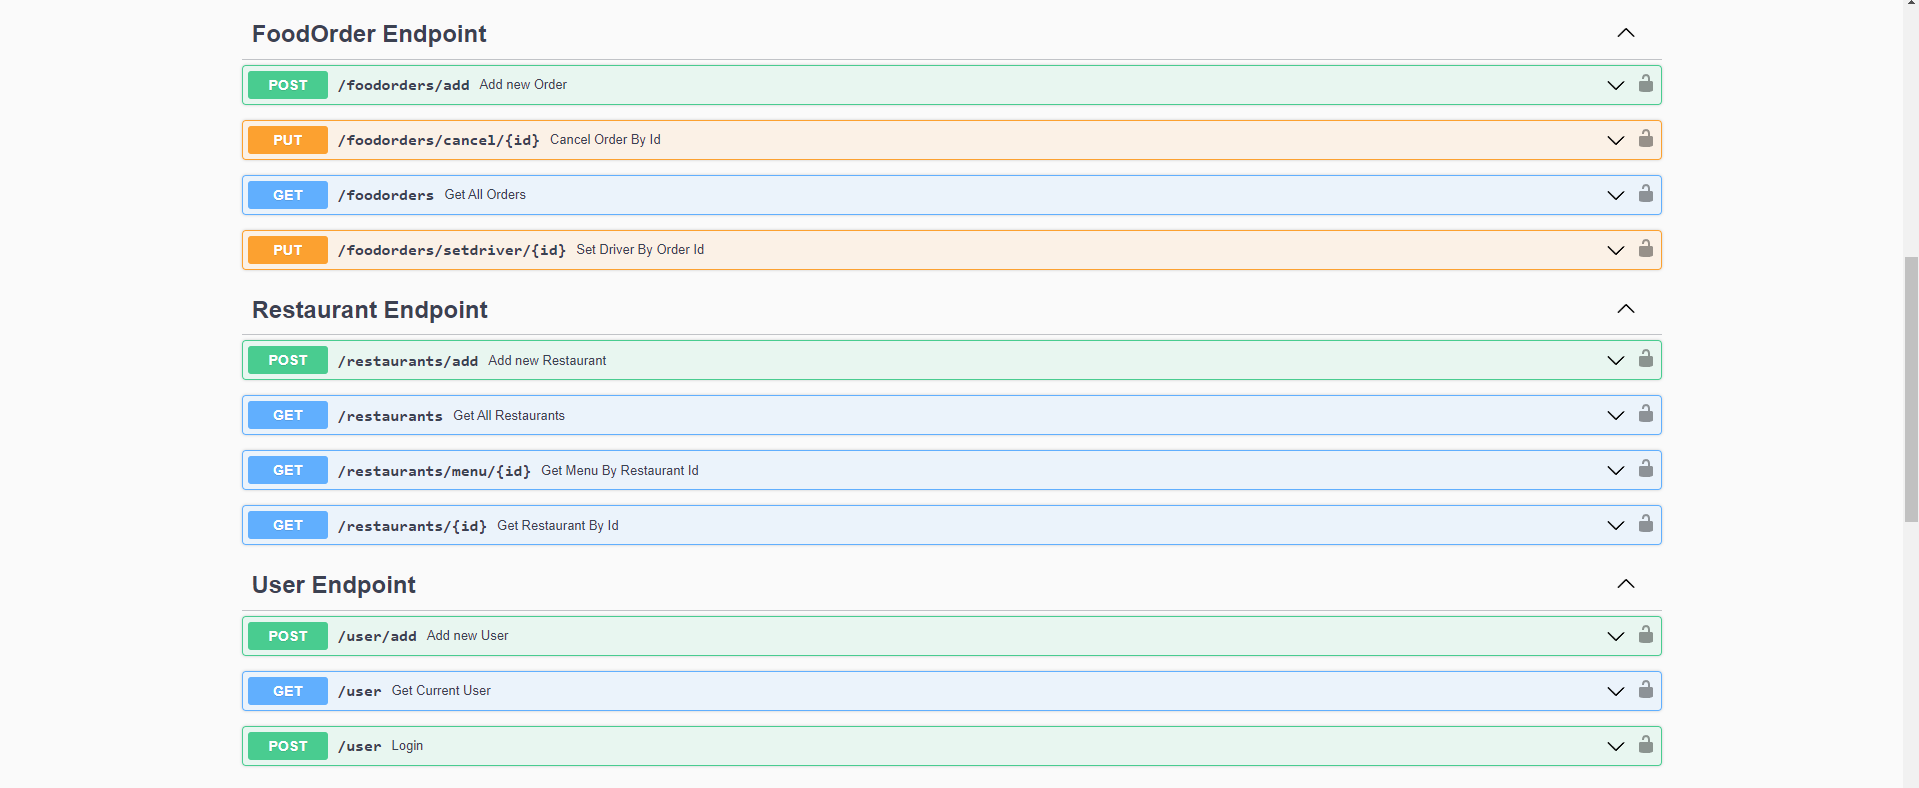 FoodOrder Endpoint
POST /foodorders/add Add new Order
PUT /foodorders/cancel/{id} Cancel Order By Id
GET /foodorders Get All Orders
PUT /foodorders/setdriver/{id} Set Driver By Order Id
Restaurant Endpoint
POST /restaurants/add Add new Restaurant
GET /restaurants Get All Restaurants
GET /restaurants/menu/{id} Get Menu By Restaurant Id
GET /restaurants/{id} Get Restaurant By Id
User Endpoint
POST /user/add Add new User
GET /user Get Current User
POST /user Login